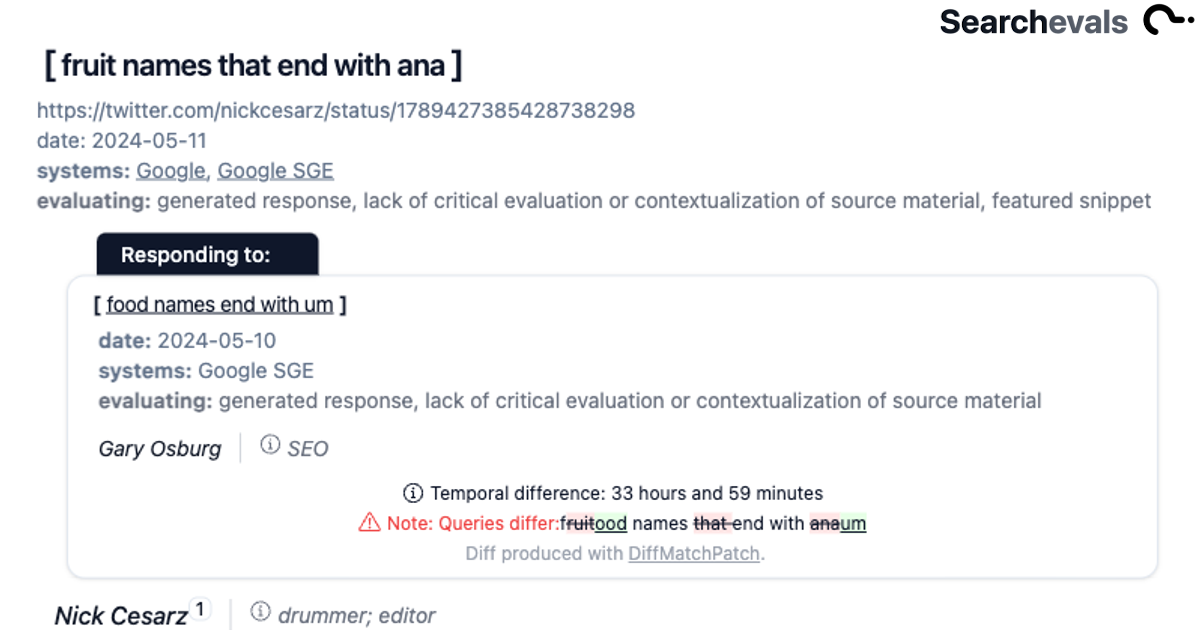 Searchevals
[ fruit names that end with ana ]
https://twitter.com/nickcesarz/status/1789427385428738298
date: 2024-05-11
systems: Google, Google SGE
evaluating: generated response, lack of critical evaluation or contextualization of source material, featured snippet
Responding to:
[ food names end with um ]
date: 2024-05-10
systems: Google SGE
evaluating: generated response, lack of critical evaluation or contextualization of source material
Gary Osburg | ⓘ SEO
ⓘ Temporal difference: 33 hours and 59 minutes
⚠ Note: Queries differ:fruitood names that end with anaum
Diff produced with DiffMatchPatch.
Nick Cesarz 1 | ⓘ drummer; editor